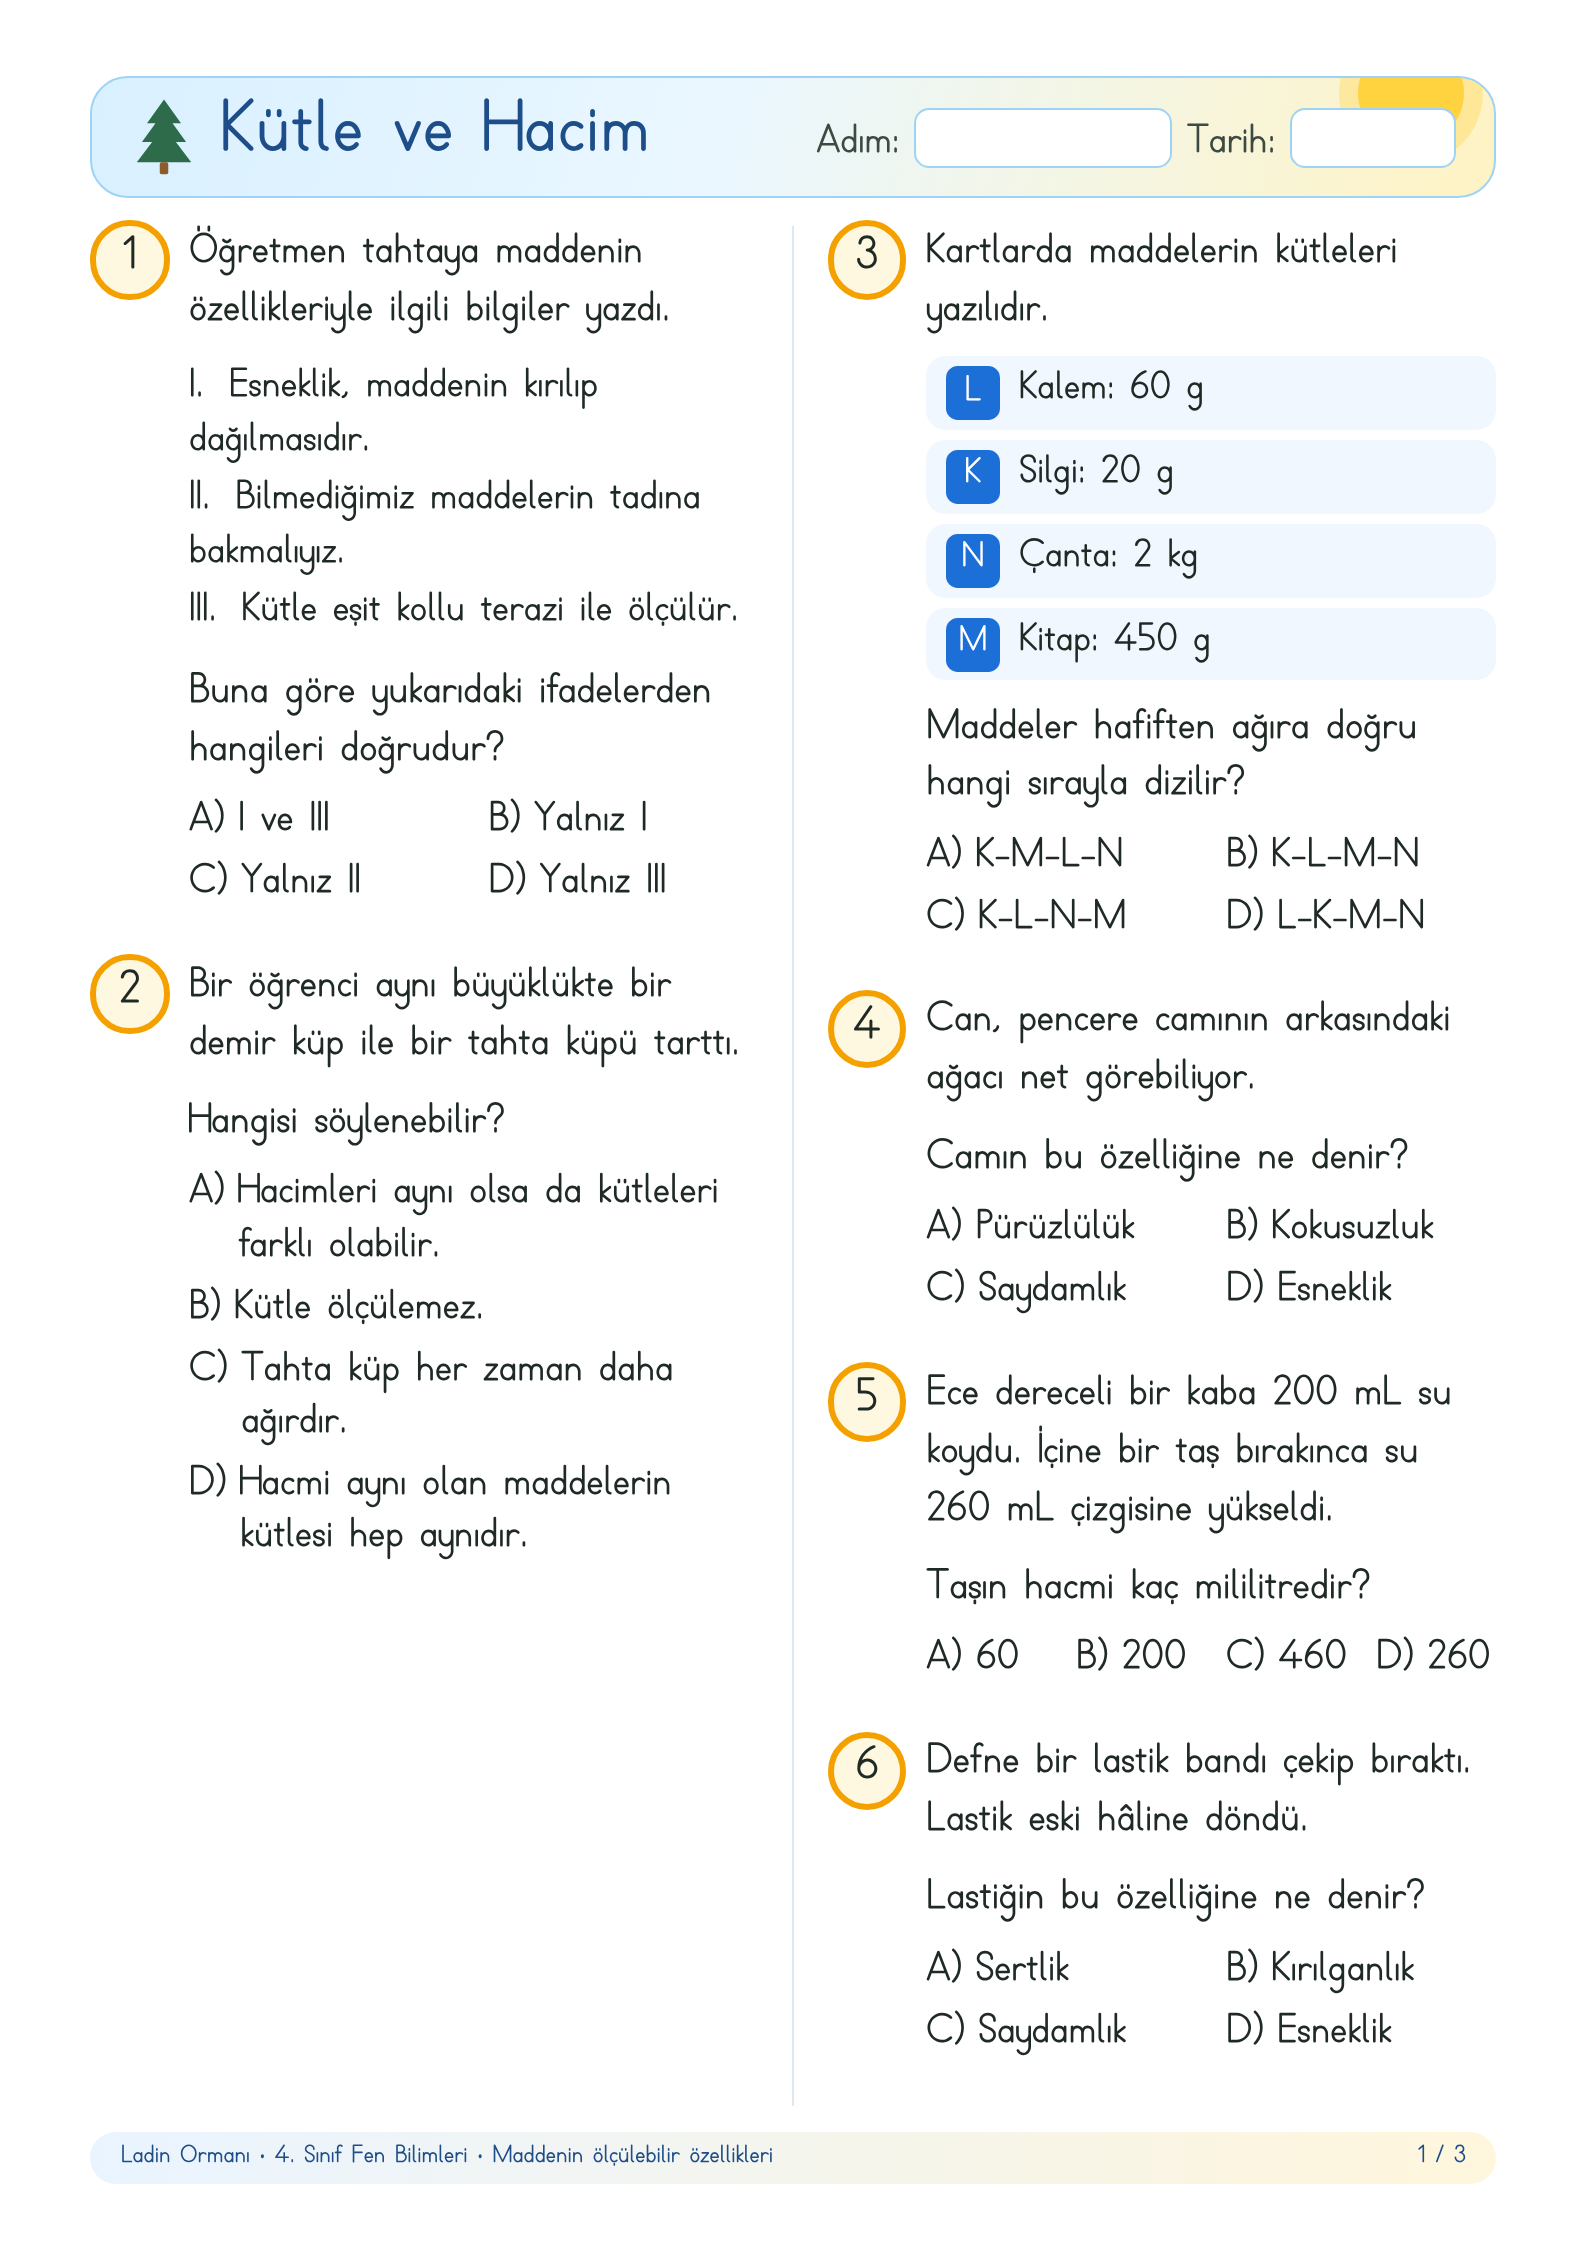 Kütle ve Hacim
Adım:
Tarih:
1
Öğretmen tahtaya maddenin
özellikleriyle ilgili bilgiler yazdı.
I. Esneklik, maddenin kırılıp
dağılmasıdır.
II. Bilmediğimiz maddelerin tadına
bakmalıyız.
III. Kütle eşit kollu terazi ile ölçülür.
Buna göre yukarıdaki ifadelerden
hangileri doğrudur?
A) I ve III B) Yalnız I
C) Yalnız II D) Yalnız III
2
Bir öğrenci aynı büyüklükte bir
demir küp ile bir tahta küpü tarttı.
Hangisi söylenebilir?
A) Hacimleri aynı olsa da kütleleri
farklı olabilir.
B) Kütle ölçülemez.
C) Tahta küp her zaman daha
ağırdır.
D) Hacmi aynı olan maddelerin
kütlesi hep aynıdır.
3
Kartlarda maddelerin kütleleri
yazılıdır.
L Kalem: 60 g
K Silgi: 20 g
N Çanta: 2 kg
M Kitap: 450 g
Maddeler hafiften ağıra doğru
hangi sırayla dizilir?
A) K-M-L-N B) K-L-M-N
C) K-L-N-M D) L-K-M-N
4
Can, pencere camının arkasındaki
ağacı net görebiliyor.
Camın bu özelliğine ne denir?
A) Pürüzlülük B) Kokusuzluk
C) Saydamlık D) Esneklik
5
Ece dereceli bir kaba 200 mL su
koydu. İçine bir taş bırakınca su
260 mL çizgisine yükseldi.
Taşın hacmi kaç mililitredir?
A) 60 B) 200 C) 460 D) 260
6
Defne bir lastik bandı çekip bıraktı.
Lastik eski hâline döndü.
Lastiğin bu özelliğine ne denir?
A) Sertlik B) Kırılganlık
C) Saydamlık D) Esneklik
Ladin Ormanı • 4. Sınıf Fen Bilimleri • Maddenin ölçülebilir özellikleri
1 / 3